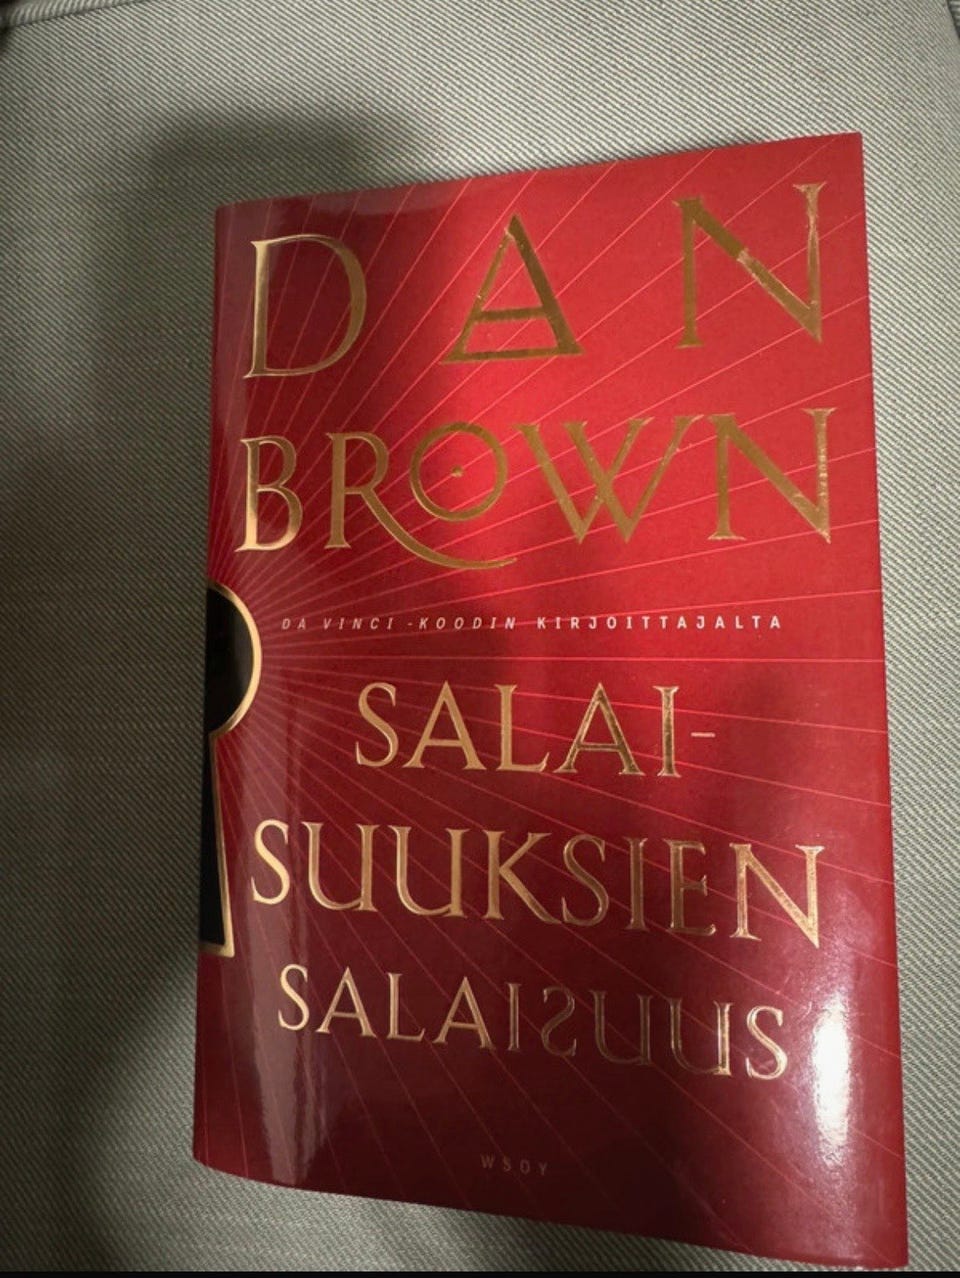 DAN
BROWN
DA VINCI -KOODIN KIRJOITTAJALTA
SALAI-
SUUKSIEN
SALAISUUS
WSOY